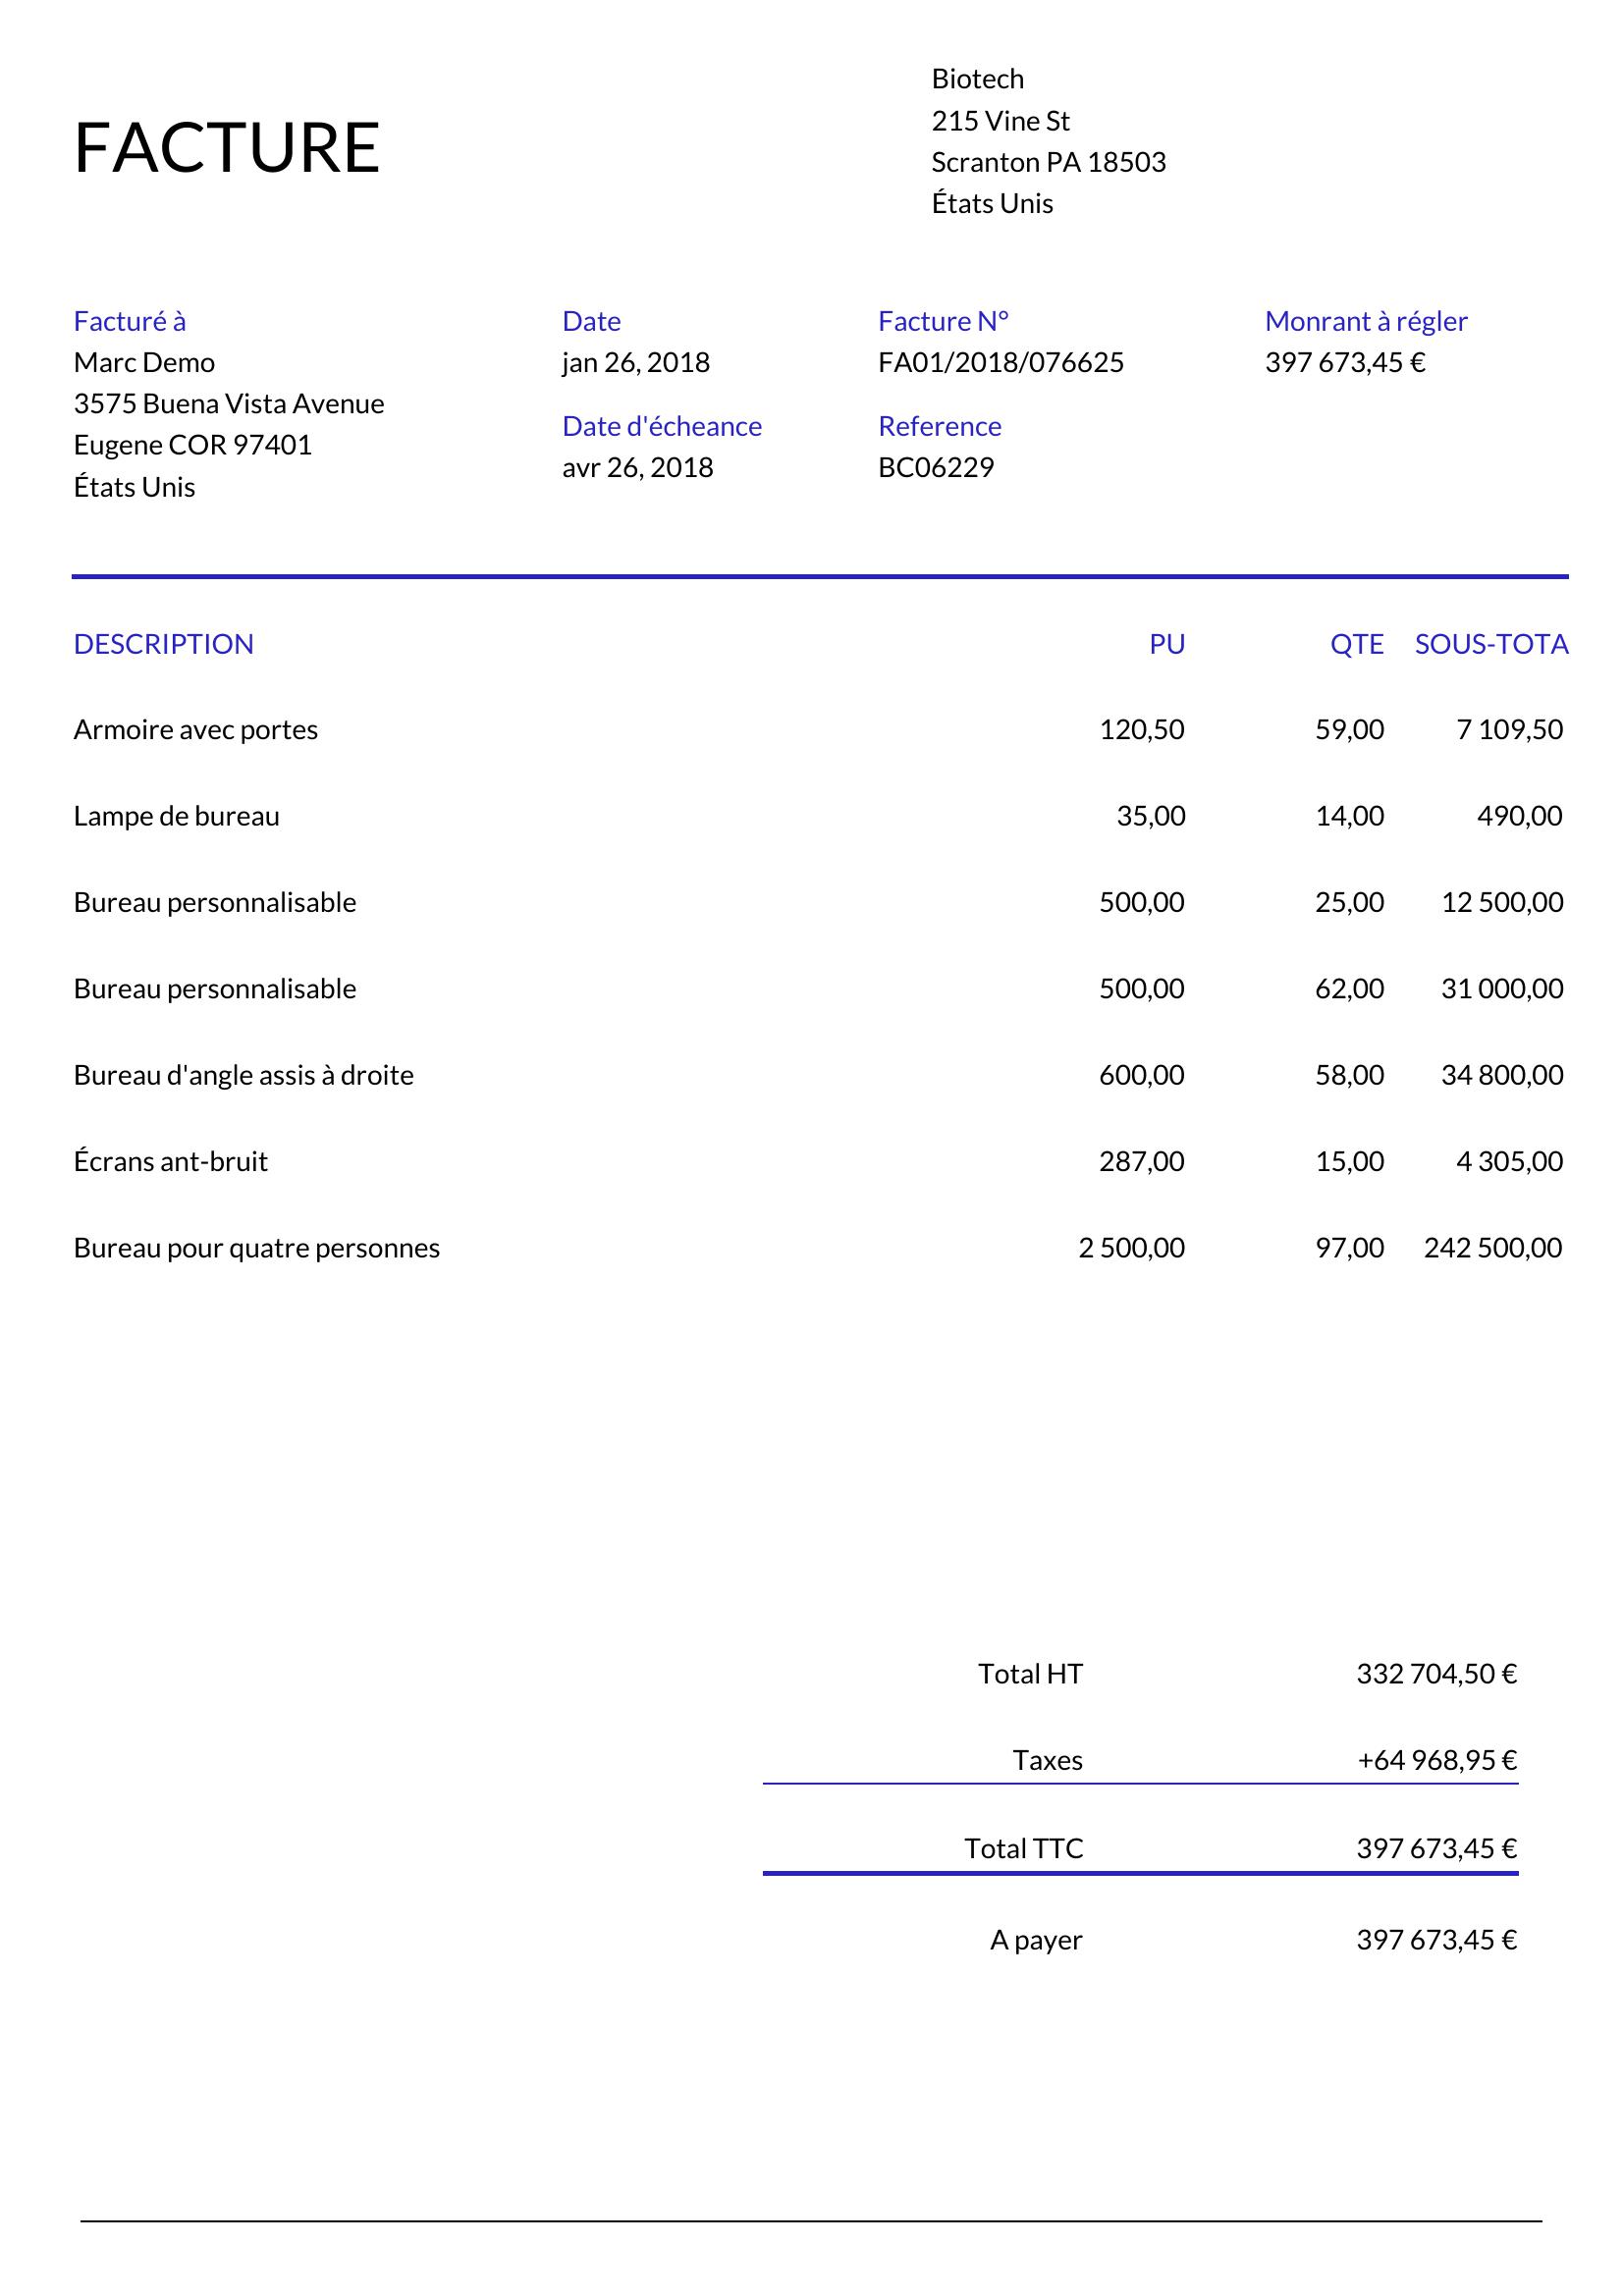 Biotech
215 Vine St
Scranton PA 18503
États Unis
FACTURE
Facturé à
Marc Demo
3575 Buena Vista Avenue
Eugene COR 97401
États Unis
Date
jan 26, 2018
Date d'écheance
avr 26, 2018
Facture N°
FA01/2018/076625
Reference
BC06229
Monrant à régler
397 673,45 €
DESCRIPTION PU QTE SOUS-TOTA
Armoire avec portes 120,50 59,00 7 109,50
Lampe de bureau 35,00 14,00 490,00
Bureau personnalisable 500,00 25,00 12 500,00
Bureau personnalisable 500,00 62,00 31 000,00
Bureau d'angle assis à droite 600,00 58,00 34 800,00
Écrans ant-bruit 287,00 15,00 4 305,00
Bureau pour quatre personnes 2 500,00 97,00 242 500,00
Total HT 332 704,50 €
Taxes +64 968,95 €
Total TTC 397 673,45 €
A payer 397 673,45 €